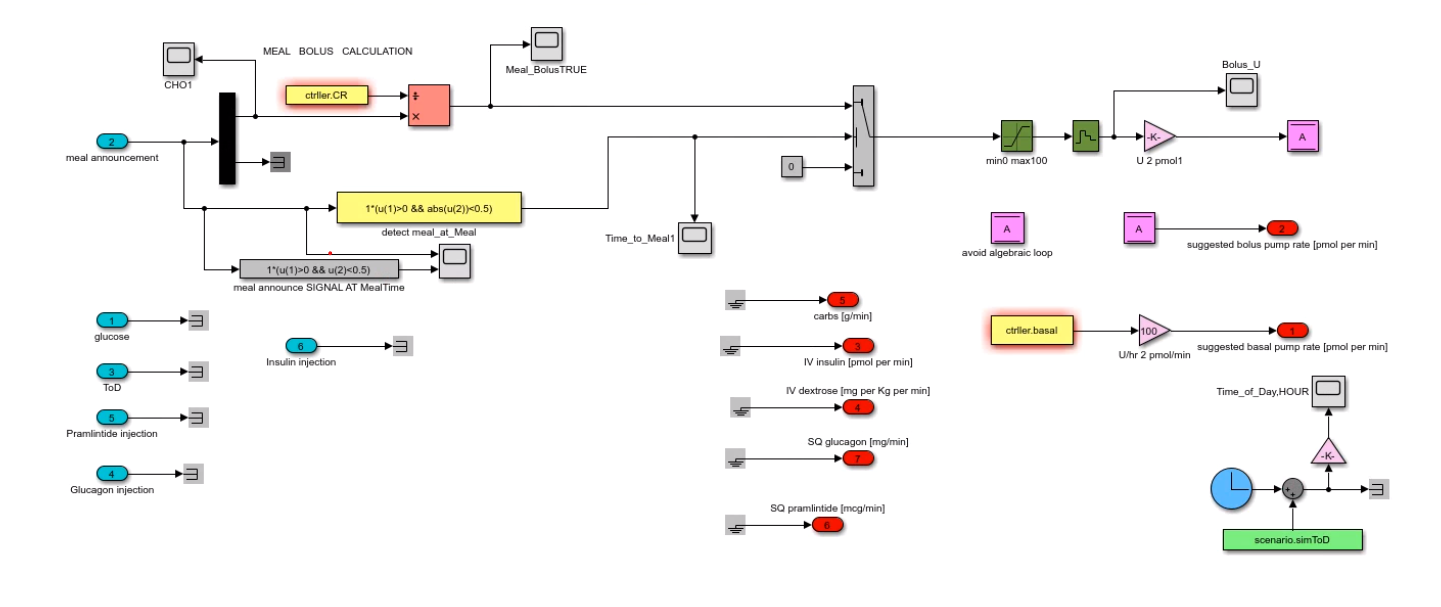 Bolus_U
MEAL BOLUS CALCULATION
Meal_BolusTRUE
CHO1
ctrller.CR
÷
×
2
meal announcement
0
min0 max100
-K-
U 2 pmol1
A
1*(u(1)>0 && abs(u(2))<0.5)
detect meal_at_Meal
Time_to_Meal1
A
avoid algebraic loop
A
2
suggested bolus pump rate [pmol per min]
1*(u(1)>0 && u(2)<0.5)
meal announce SIGNAL AT MealTime
5
carbs [g/min]
1
glucose
6
Insulin injection
3
IV insulin [pmol per min]
ctrller.basal
100
U/hr 2 pmol/min
1
suggested basal pump rate [pmol per min]
3
ToD
IV dextrose [mg per Kg per min]
4
Time_of_Day,HOUR
5
Pramlintide injection
SQ glucagon [mg/min]
7
-K-
4
Glucagon injection
+
+
SQ pramlintide [mcg/min]
6
scenario.simToD